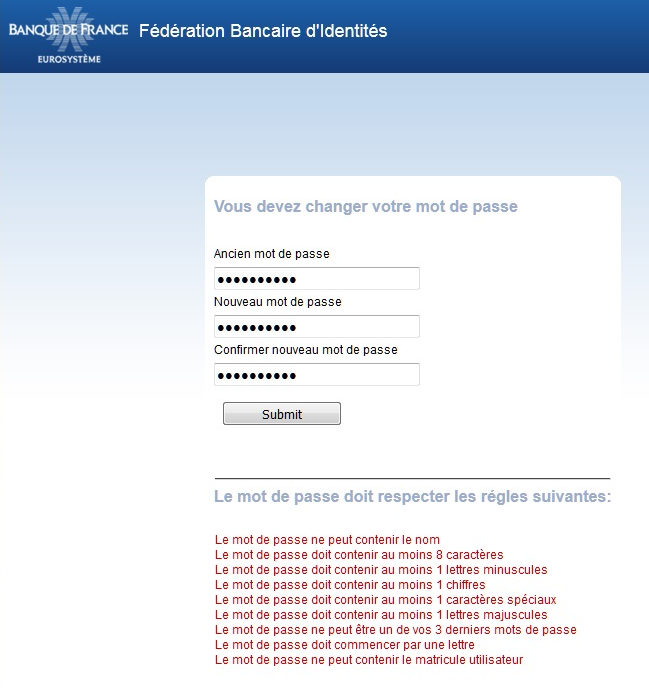 BANQUE DE FRANCE
EUROSYSTÈME
Fédération Bancaire d'Identités
Vous devez changer votre mot de passe
Ancien mot de passe
Nouveau mot de passe
Confirmer nouveau mot de passe
Submit
Le mot de passe doit respecter les régles suivantes:
Le mot de passe ne peut contenir le nom
Le mot de passe doit contenir au moins 8 caractères
Le mot de passe doit contenir au moins 1 lettres minuscules
Le mot de passe doit contenir au moins 1 chiffres
Le mot de passe doit contenir au moins 1 caractères spéciaux
Le mot de passe doit contenir au moins 1 lettres majuscules
Le mot de passe ne peut être un de vos 3 derniers mots de passe
Le mot de passe doit commencer par une lettre
Le mot de passe ne peut contenir le matricule utilisateur